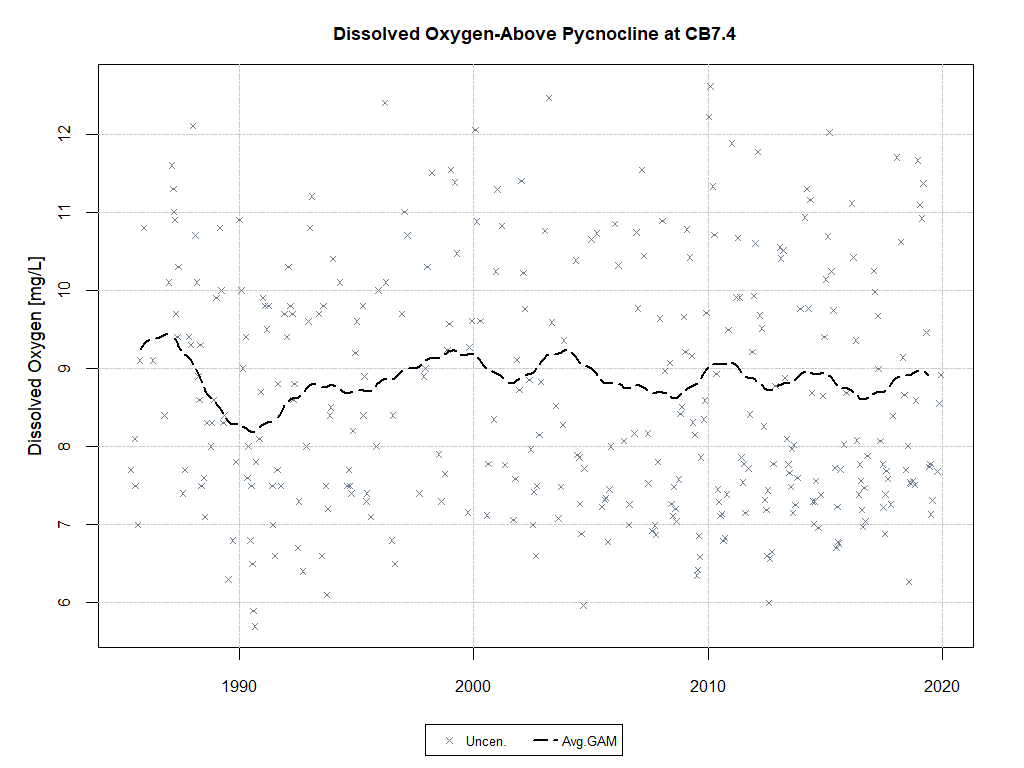 Dissolved Oxygen-Above Pycnocline at CB7.4
Dissolved Oxygen [mg/L]
12
11
10
9
8
7
6
1990
2000
2010
2020
Uncen.
Avg.GAM